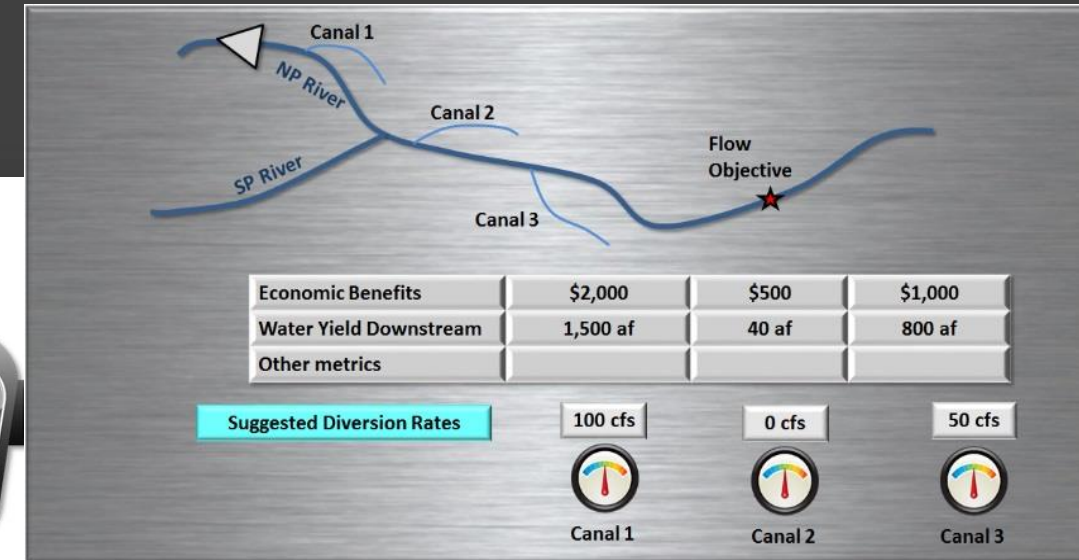 Canal 1
NP River
Canal 2
Flow
Objective
SP River
Canal 3
Economic Benefits $2,000 $500 $1,000
Water Yield Downstream 1,500 af 40 af 800 af
Other metrics
Suggested Diversion Rates 100 cfs 0 cfs 50 cfs
Canal 1 Canal 2 Canal 3